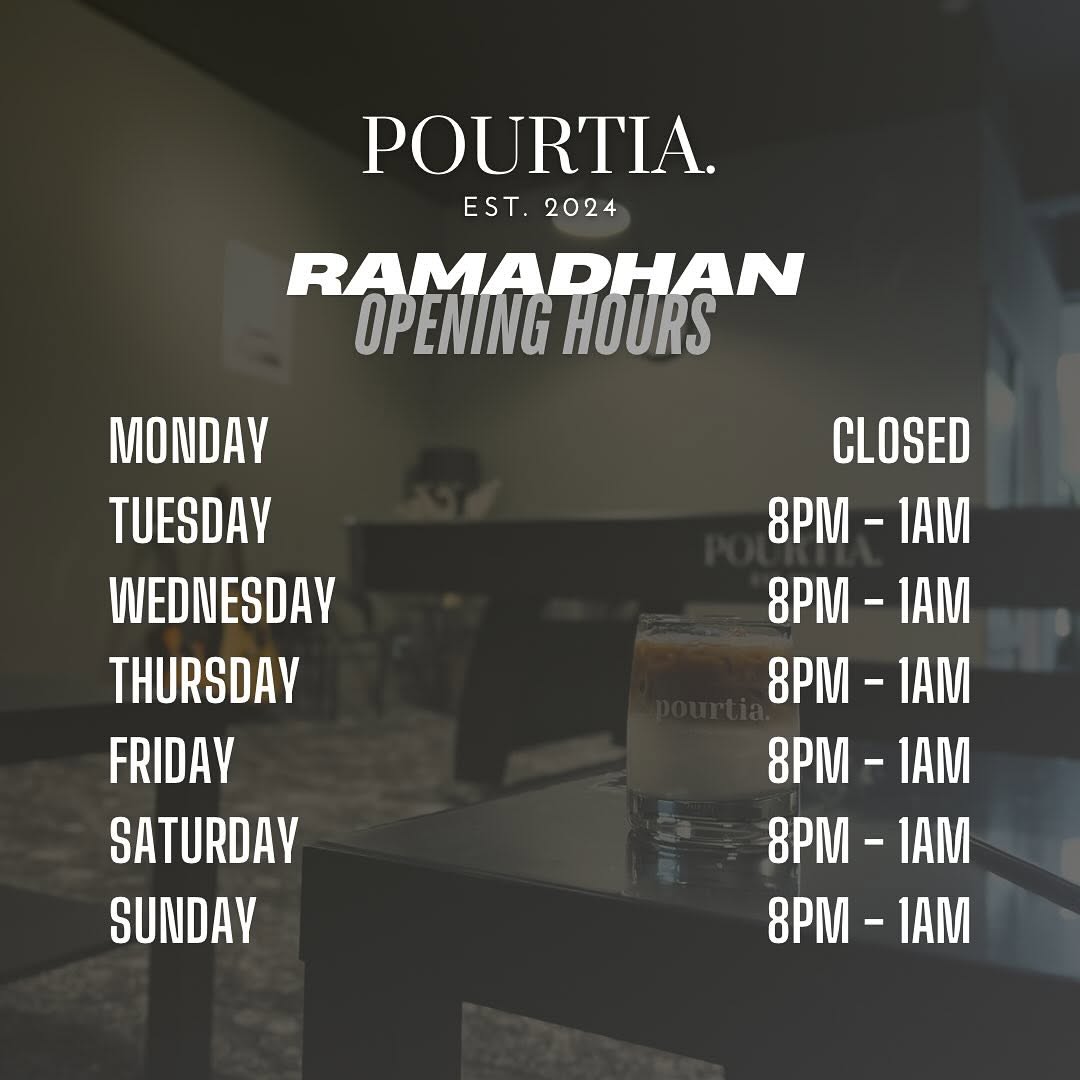 POURTIA.
EST. 2024
RAMADHAN
OPENING HOURS
MONDAY CLOSED
TUESDAY 8PM – 1AM
POURTIA.
WEDNESDAY 8PM – 1AM
THURSDAY 8PM – 1AM
pourtia.
FRIDAY 8PM – 1AM
SATURDAY 8PM – 1AM
SUNDAY 8PM – 1AM